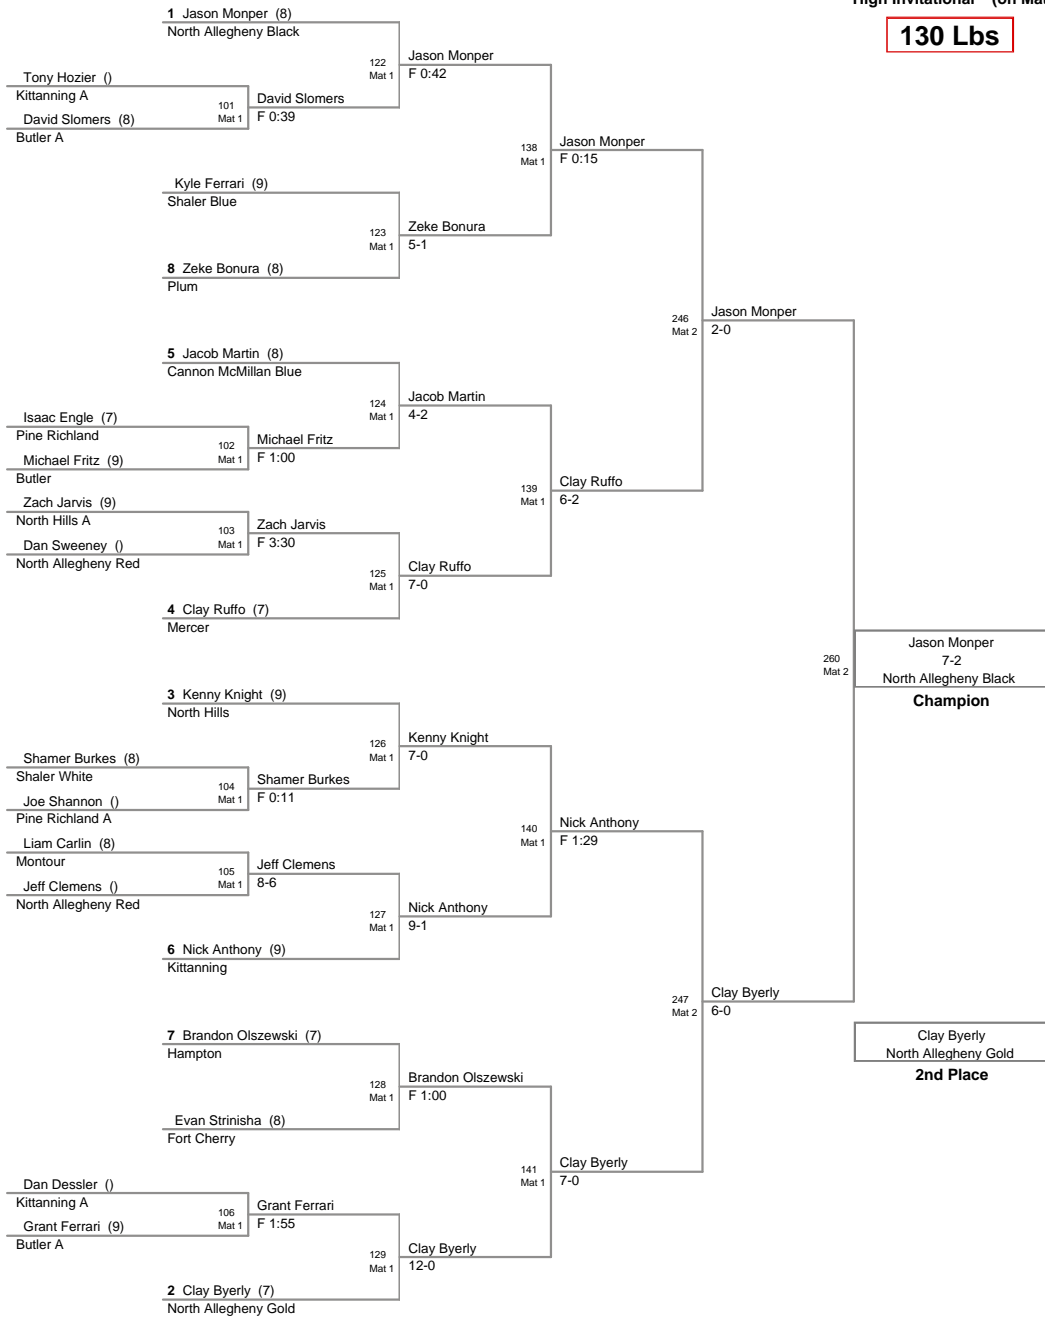 High Invitational   (on Mat
130 Lbs
1 Jason Monper (8)
North Allegheny Black
122
Mat 1
Jason Monper
F 0:42
Tony Hozier ()
Kittanning A
101
Mat 1
David Slomers
F 0:39
David Slomers (8)
Butler A
138
Mat 1
Jason Monper
F 0:15
Kyle Ferrari (9)
Shaler Blue
123
Mat 1
Zeke Bonura
5-1
8 Zeke Bonura (8)
Plum
246
Mat 2
Jason Monper
2-0
5 Jacob Martin (8)
Cannon McMillan Blue
124
Mat 1
Jacob Martin
4-2
Isaac Engle (7)
Pine Richland
102
Mat 1
Michael Fritz
F 1:00
Michael Fritz (9)
Butler
139
Mat 1
Clay Ruffo
6-2
Zach Jarvis (9)
North Hills A
103
Mat 1
Zach Jarvis
F 3:30
Dan Sweeney ()
North Allegheny Red
125
Mat 1
Clay Ruffo
7-0
4 Clay Ruffo (7)
Mercer
260
Mat 2
Jason Monper
7-2
North Allegheny Black
Champion
3 Kenny Knight (9)
North Hills
126
Mat 1
Kenny Knight
7-0
Shamer Burkes (8)
Shaler White
104
Mat 1
Shamer Burkes
F 0:11
Joe Shannon ()
Pine Richland A
140
Mat 1
Nick Anthony
F 1:29
Liam Carlin (8)
Montour
105
Mat 1
Jeff Clemens
8-6
Jeff Clemens ()
North Allegheny Red
127
Mat 1
Nick Anthony
9-1
6 Nick Anthony (9)
Kittanning
247
Mat 2
Clay Byerly
6-0
7 Brandon Olszewski (7)
Hampton
Clay Byerly
North Allegheny Gold
2nd Place
128
Mat 1
Brandon Olszewski
F 1:00
Evan Strinisha (8)
Fort Cherry
141
Mat 1
Clay Byerly
7-0
Dan Dessler ()
Kittanning A
106
Mat 1
Grant Ferrari
F 1:55
Grant Ferrari (9)
Butler A
129
Mat 1
Clay Byerly
12-0
2 Clay Byerly (7)
North Allegheny Gold